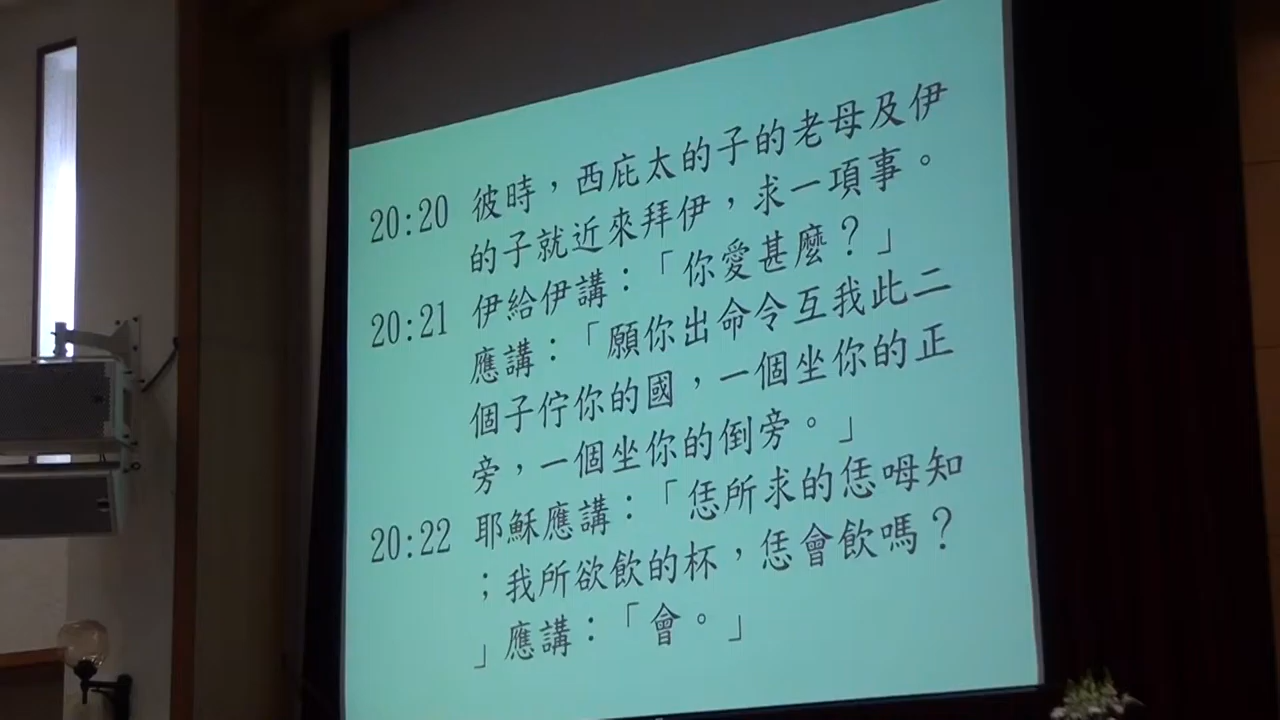 20:20 彼時，西庇太的子的老母及伊
的子就近來拜伊，求一項事。
20:21 伊給伊講：「你愛甚麼？」
應講：「願你出命令互我此二
個子佇你的國，一個坐你的正
旁，一個坐你的倒旁。」
20:22 耶穌應講：「恁所求的恁呣知
；我所欲飲的杯，恁會飲嗎？
」應講：「會。」